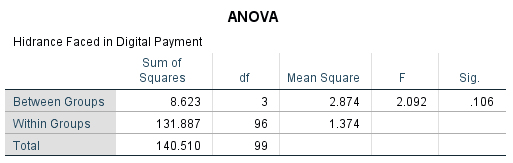 ANOVA
Hidrance Faced in Digital Payment
Sum of Squares df Mean Square F Sig.
Between Groups 8.623 3 2.874 2.092 .106
Within Groups 131.887 96 1.374
Total 140.510 99